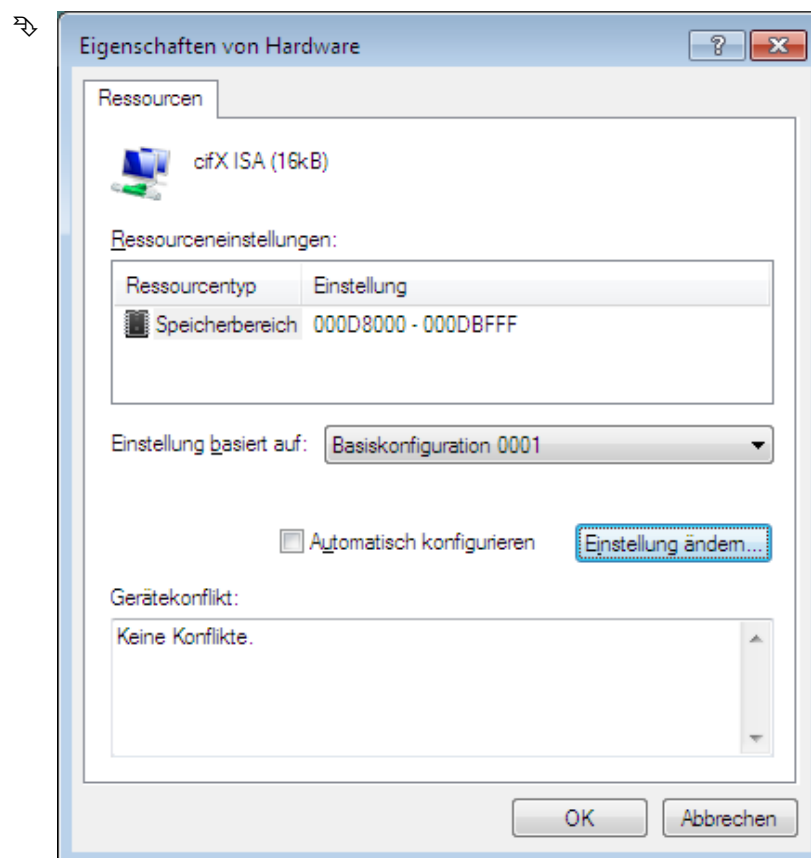 Eigenschaften von Hardware
Ressourcen
cifX ISA (16kB)
Ressourceneinstellungen:
Ressourcentyp Einstellung
Speicherbereich 000D8000 - 000DBFFF
Einstellung basiert auf: Basiskonfiguration 0001
Automatisch konfigurieren Einstellung ändern...
Gerätekonflikt:
Keine Konflikte.
OK Abbrechen